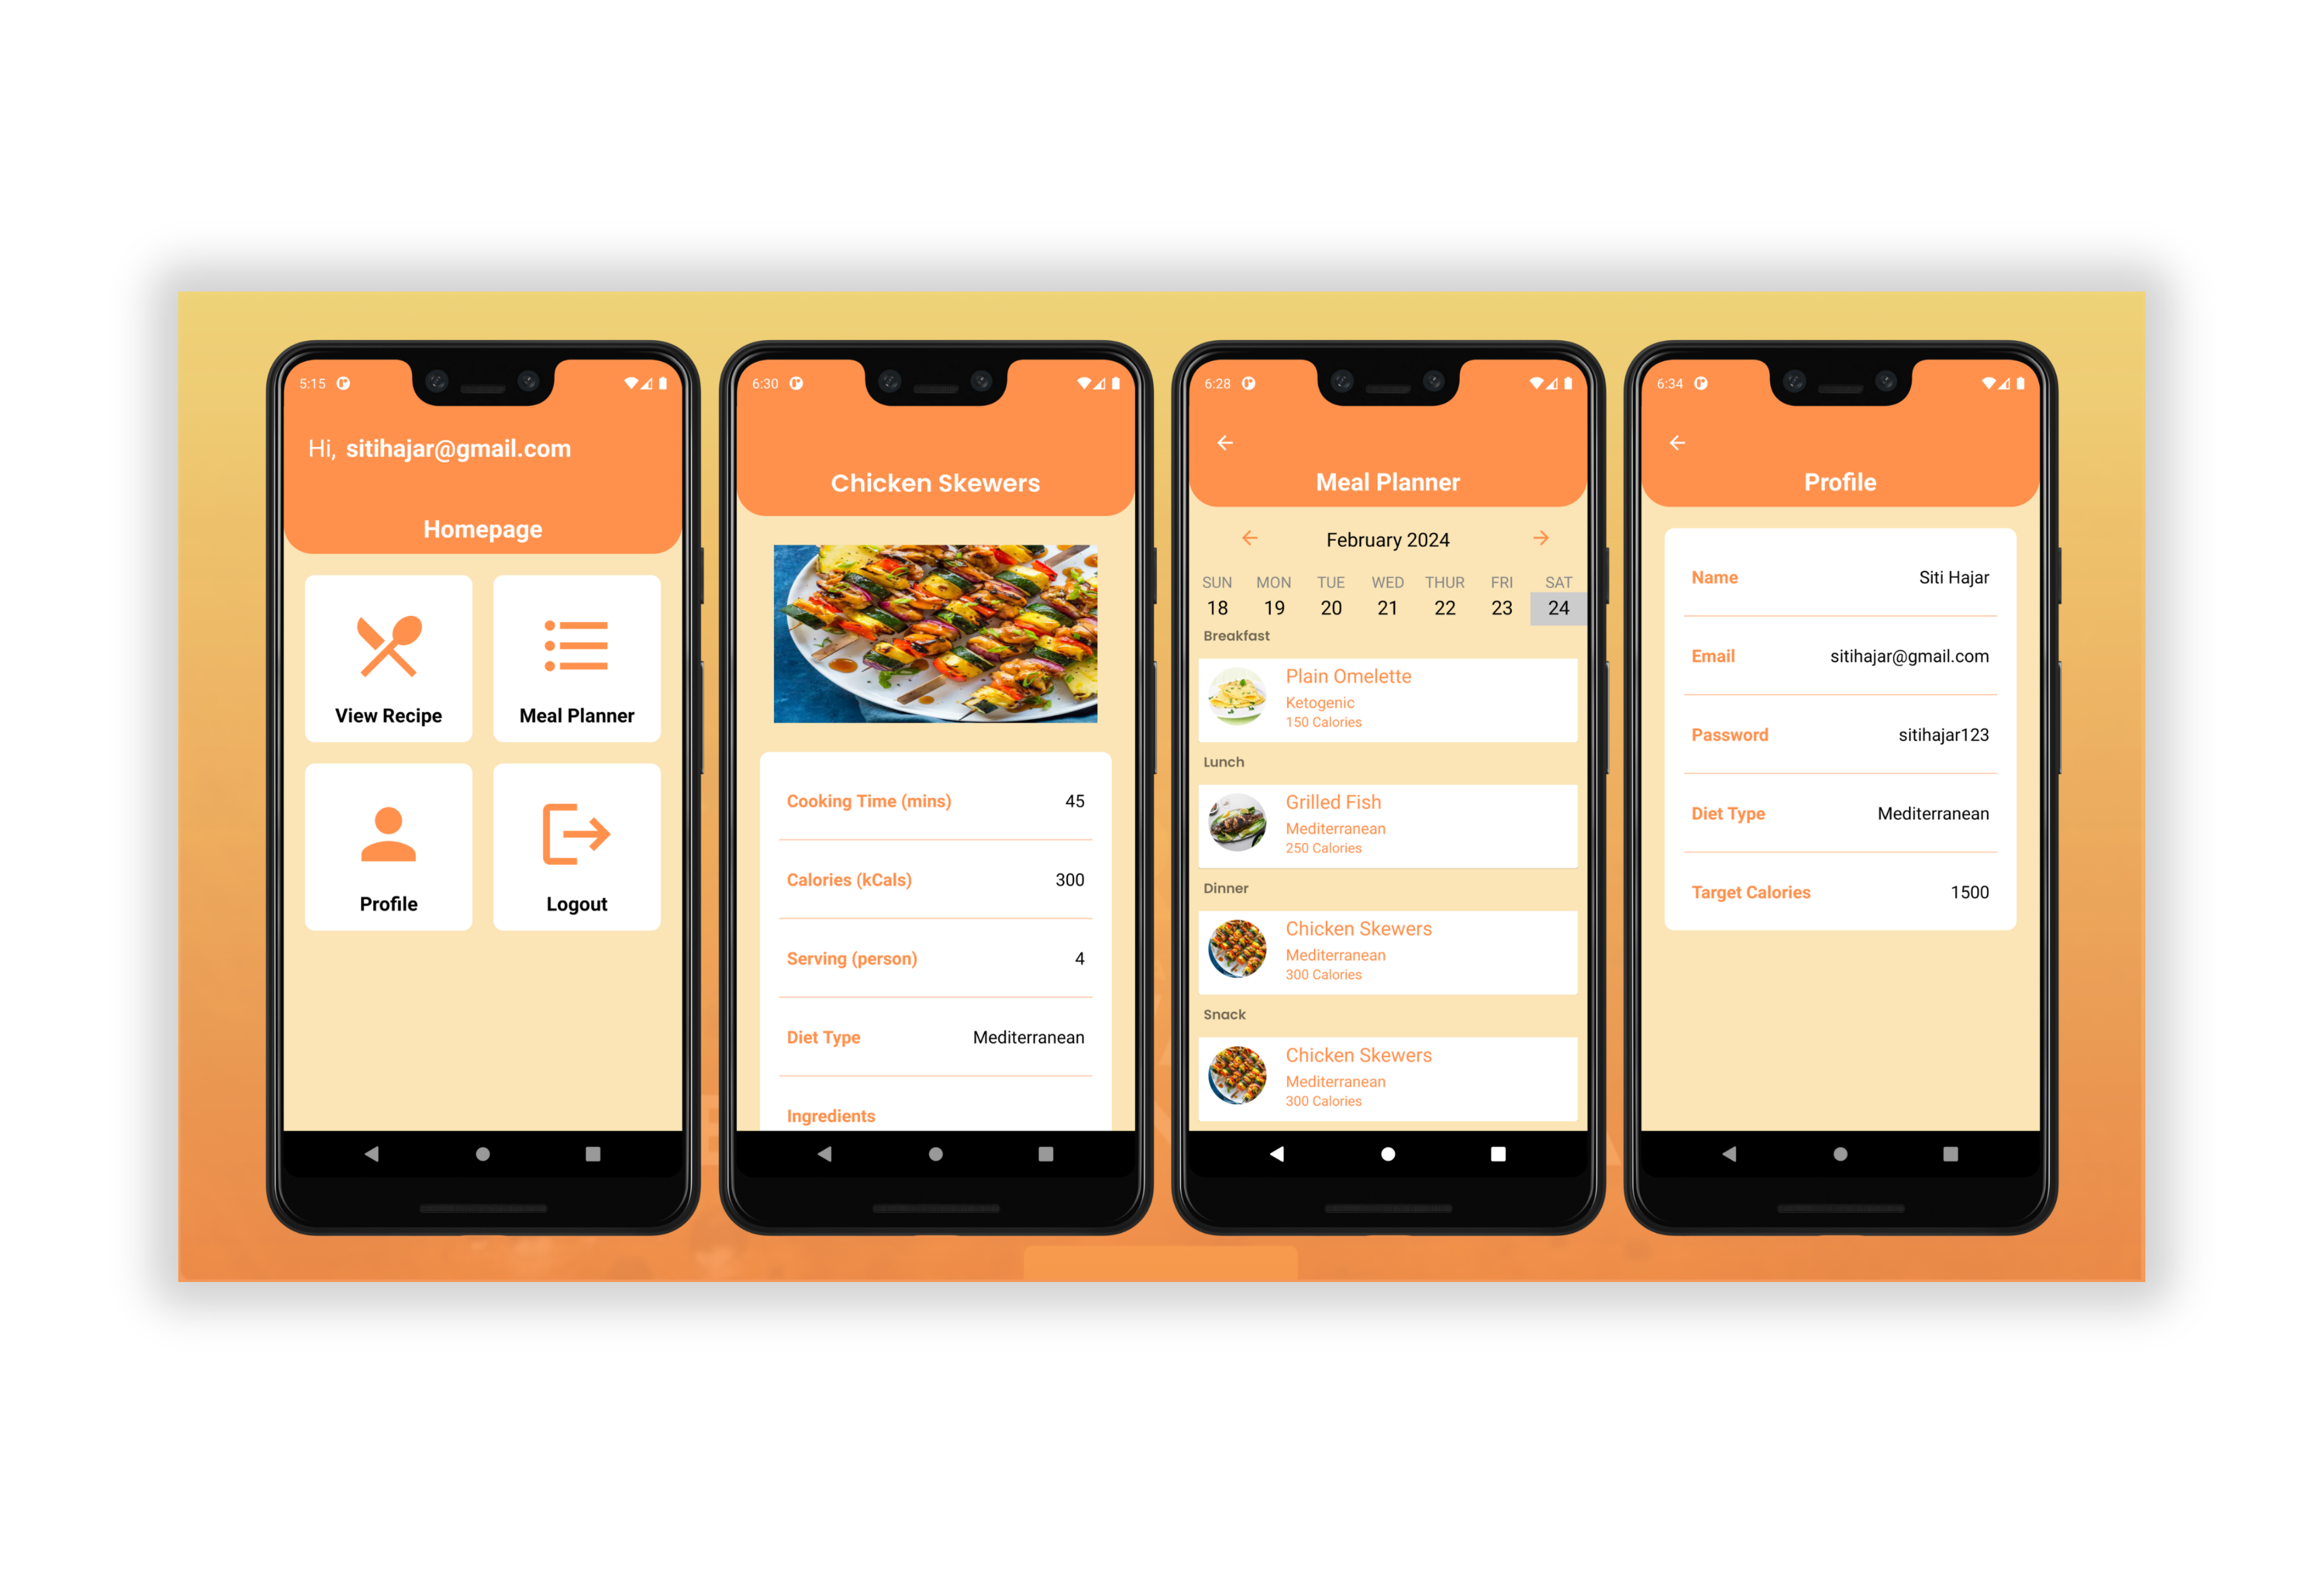 5:15
Hi, sitihajar@gmail.com
Homepage
View Recipe
Meal Planner
Profile
Logout
6:30
Chicken Skewers
Cooking Time (mins) 45
Calories (kCals) 300
Serving (person) 4
Diet Type Mediterranean
Ingredients
6:28
Meal Planner
February 2024
SUN MON TUE WED THUR FRI SAT
18 19 20 21 22 23 24
Breakfast
Plain Omelette
Ketogenic
150 Calories
Lunch
Grilled Fish
Mediterranean
250 Calories
Dinner
Chicken Skewers
Mediterranean
300 Calories
Snack
Chicken Skewers
Mediterranean
300 Calories
6:34
Profile
Name Siti Hajar
Email sitihajar@gmail.com
Password sitihajar123
Diet Type Mediterranean
Target Calories 1500